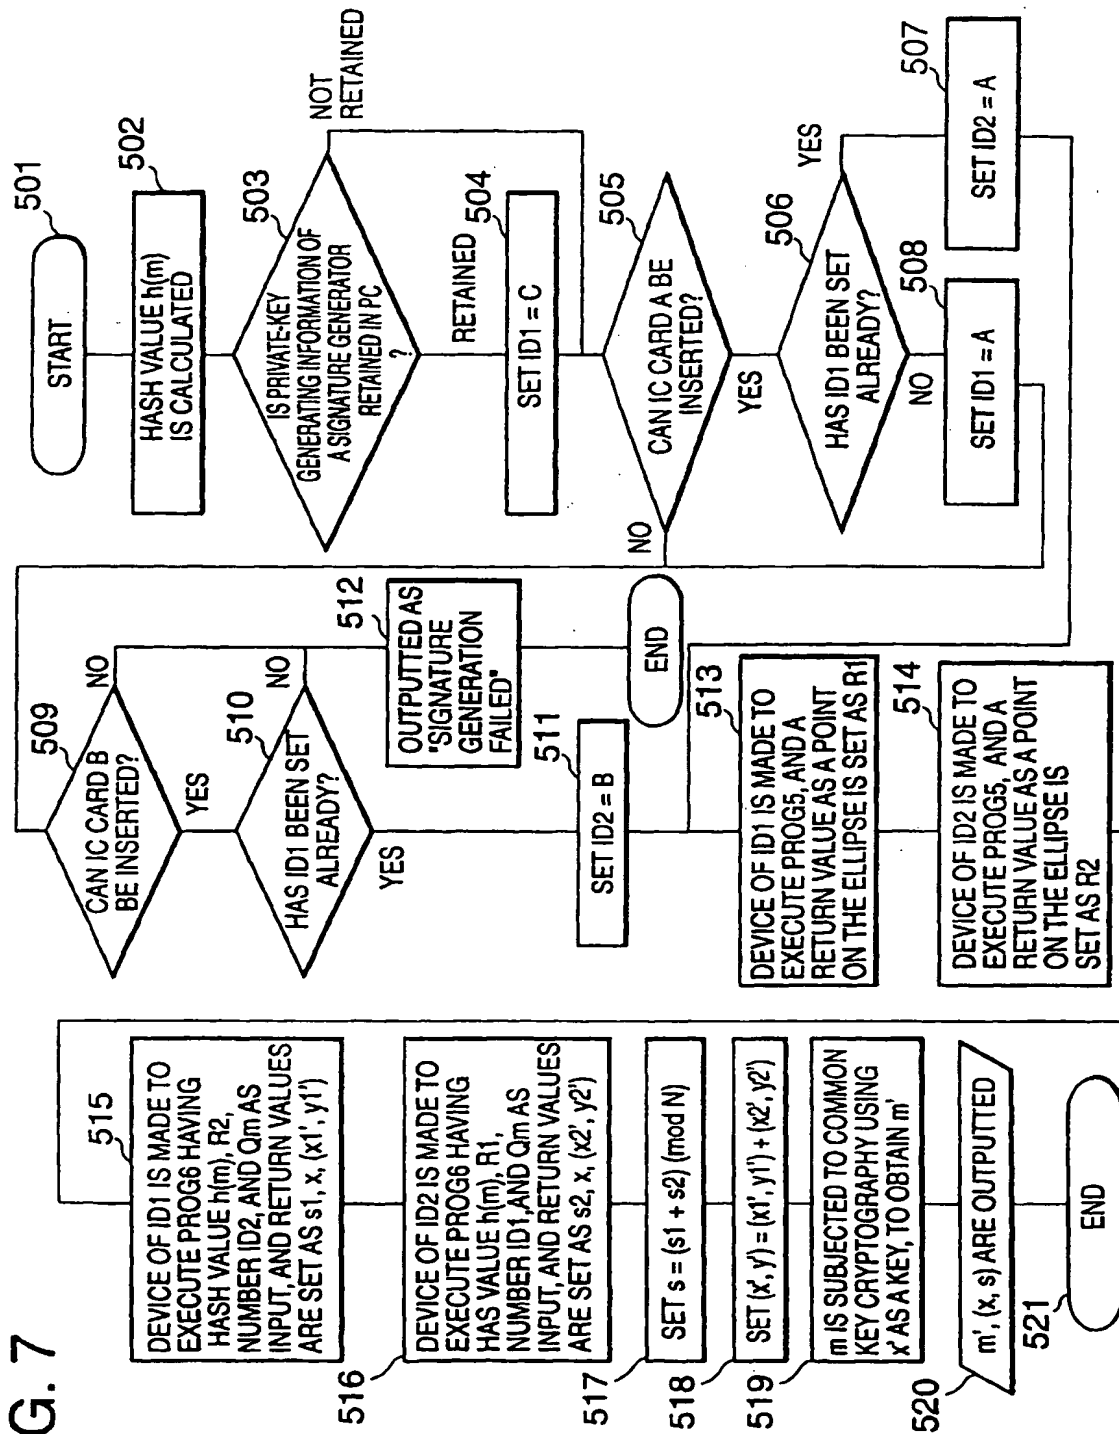 G. 7
501
START
502
HASH VALUE h(m)
IS CALCULATED
503
IS PRIVATE-KEY
GENERATING INFORMATION OF
A SIGNATURE GENERATOR
RETAINED IN PC
?
NOT
RETAINED
RETAINED
504
SET ID1 = C
505
CAN IC CARD A BE
INSERTED?
NO
YES
506
HAS ID1 BEEN SET
ALREADY?
YES
NO
507
SET ID2 = A
508
SET ID1 = A
509
CAN IC CARD B
BE INSERTED?
NO
YES
510
HAS ID1 BEEN SET
ALREADY?
NO
YES
512
OUTPUTTED AS
"SIGNATURE
GENERATION
FAILED"
END
511
SET ID2 = B
513
DEVICE OF ID1 IS MADE TO
EXECUTE PROG5, AND A
RETURN VALUE AS A POINT
ON THE ELLIPSE IS SET AS R1
514
DEVICE OF ID2 IS MADE TO
EXECUTE PROG5, AND A
RETURN VALUE AS A POINT
ON THE ELLIPSE IS
SET AS R2
515
DEVICE OF ID1 IS MADE TO
EXECUTE PROG6 HAVING
HASH VALUE h(m), R2,
NUMBER ID2, AND Qm AS
INPUT, AND RETURN VALUES
ARE SET AS s1, x, (x1', y1')
516
DEVICE OF ID2 IS MADE TO
EXECUTE PROG6 HAVING
HAS VALUE h(m), R1,
NUMBER ID1, AND Qm AS
INPUT, AND RETURN VALUES
ARE SET AS s2, x, (x2', y2')
517
SET s = (s1 + s2) (mod N)
518
SET (x', y') = (x1', y1') + (x2', y2')
519
m IS SUBJECTED TO COMMON
KEY CRYPTOGRAPHY USING
x' AS A KEY, TO OBTAIN m'
520
m', (x, s) ARE OUTPUTTED
521
END